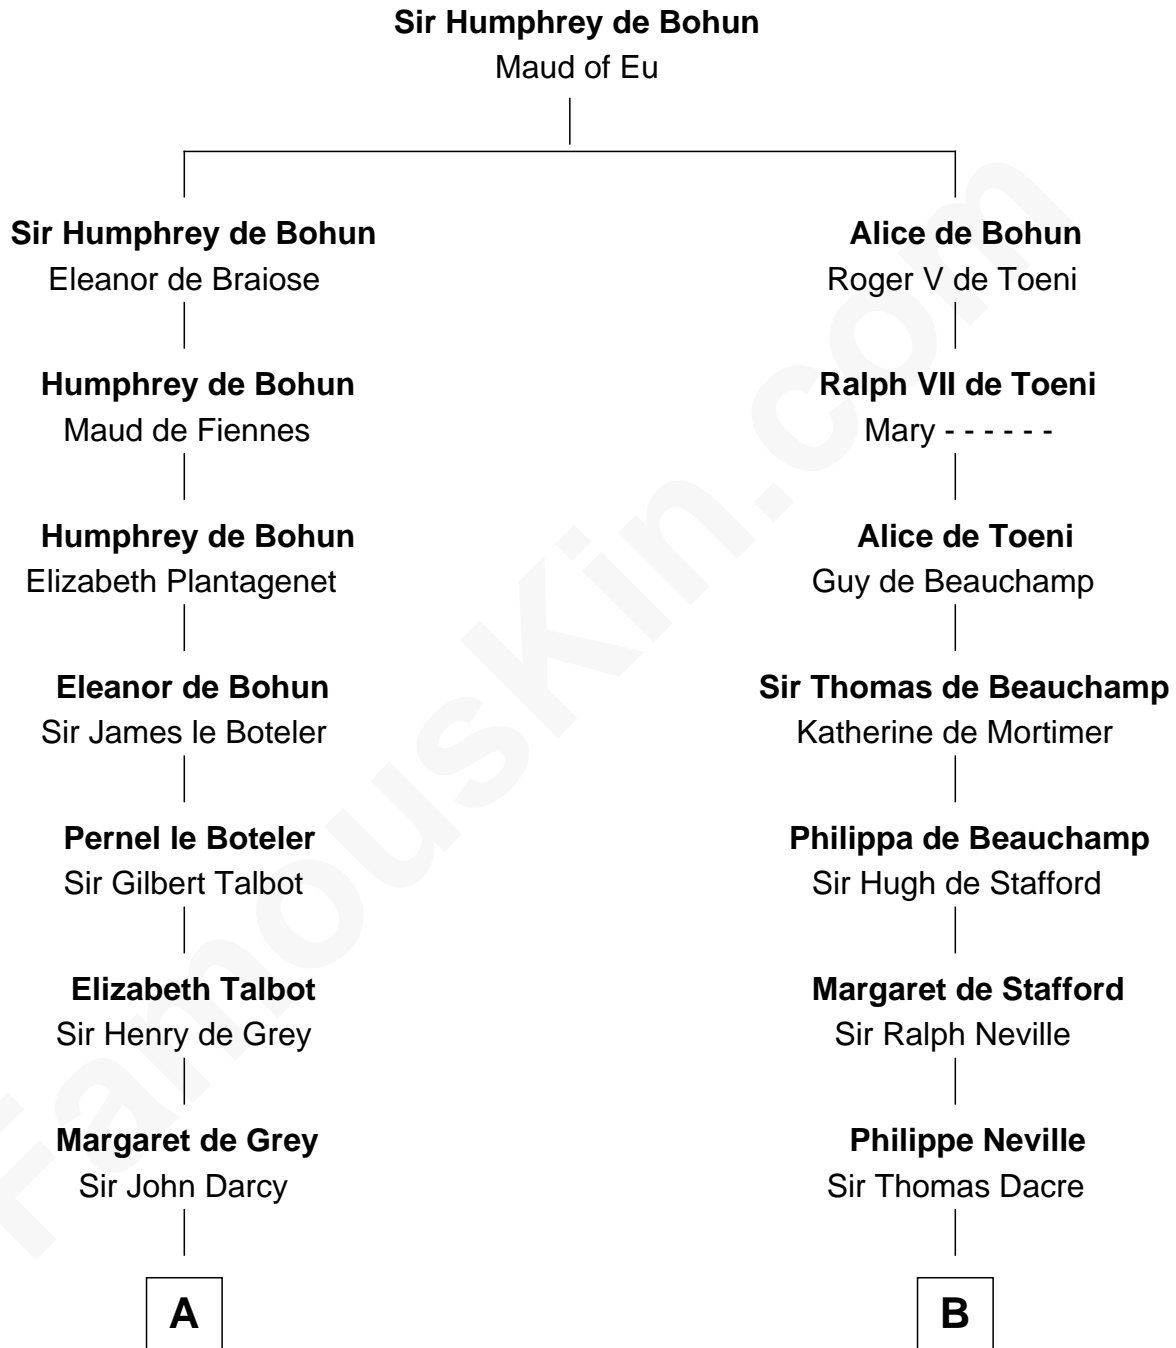 Sir Humphrey de Bohun
Maud of Eu
Sir Humphrey de Bohun
Eleanor de Braiose
Alice de Bohun
Roger V de Toeni
Humphrey de Bohun
Maud de Fiennes
Ralph VII de Toeni
Mary - - - - - -
Humphrey de Bohun
Elizabeth Plantagenet
Alice de Toeni
Guy de Beauchamp
Eleanor de Bohun
Sir James le Boteler
Sir Thomas de Beauchamp
Katherine de Mortimer
Pernel le Boteler
Sir Gilbert Talbot
Philippa de Beauchamp
Sir Hugh de Stafford
Elizabeth Talbot
Sir Henry de Grey
Margaret de Stafford
Sir Ralph Neville
Margaret de Grey
Sir John Darcy
Philippe Neville
Sir Thomas Dacre
A
B
FamousKin.com